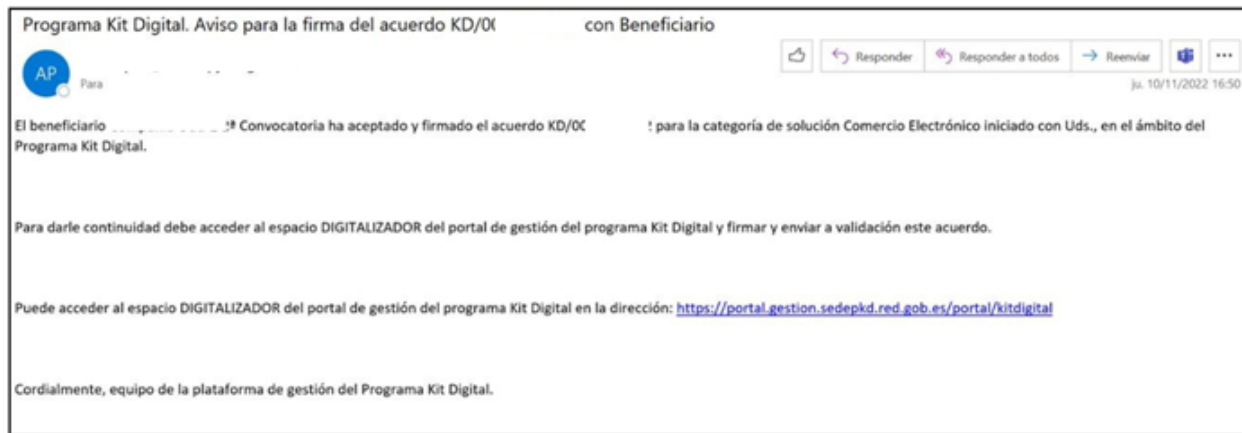 Programa Kit Digital. Aviso para la firma del acuerdo KD/0( con Beneficiario
Responder
Responder a todos
Reenviar
AP
Para
ju. 10/11/2022 16:50
El beneficiario Convocatoria ha aceptado y firmado el acuerdo KD/0( para la categoría de solución Comercio Electrónico iniciado con Uds., en el ámbito del
Programa Kit Digital.
Para darle continuidad debe acceder al espacio DIGITALIZADOR del portal de gestión del programa Kit Digital y firmar y enviar a validación este acuerdo.
Puede acceder al espacio DIGITALIZADOR del portal de gestión del programa Kit Digital en la dirección: https://portal.gestion.sedepkd.red.gob.es/portal/kitdigital
Cordialmente, equipo de la plataforma de gestión del Programa Kit Digital.